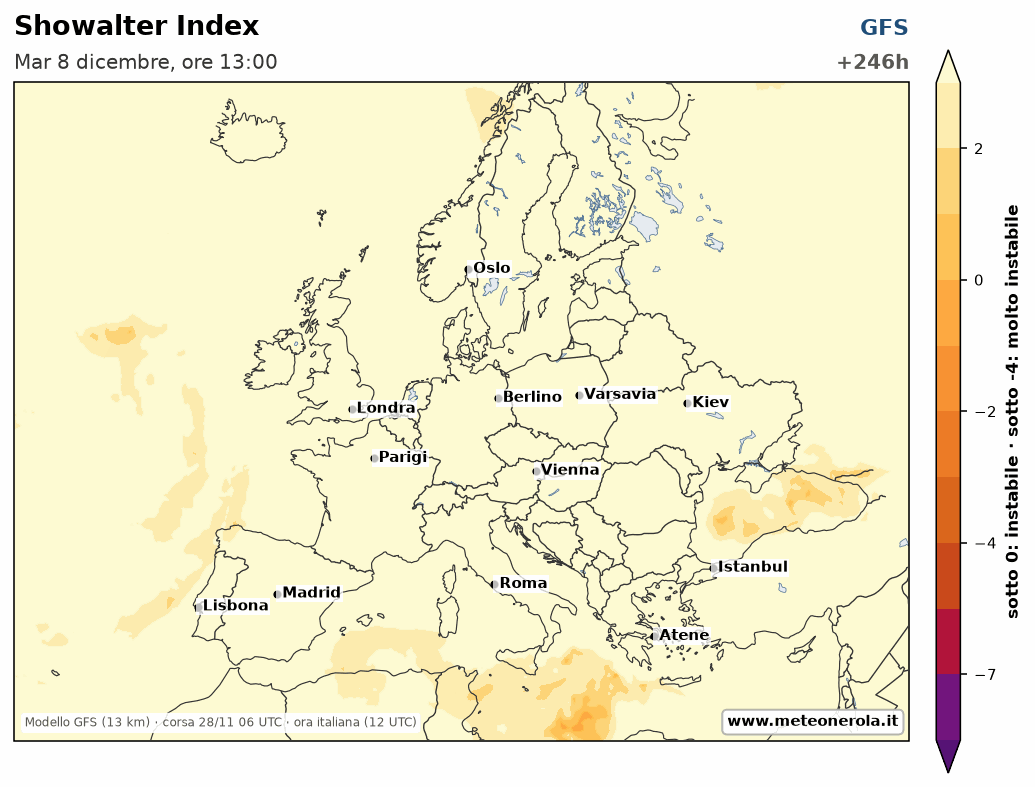 Showalter Index
GFS
Mar 8 dicembre, ore 13:00
+246h
Oslo
Londra
Berlino
Varsavia
Kiev
Parigi
Vienna
Istanbul
Roma
Madrid
Lisbona
Atene
Modello GFS (13 km) · corsa 28/11 06 UTC · ora italiana (12 UTC)
www.meteonerola.it
2
0
−2
−4
−7
sotto 0: instabile · sotto -4: molto instabile